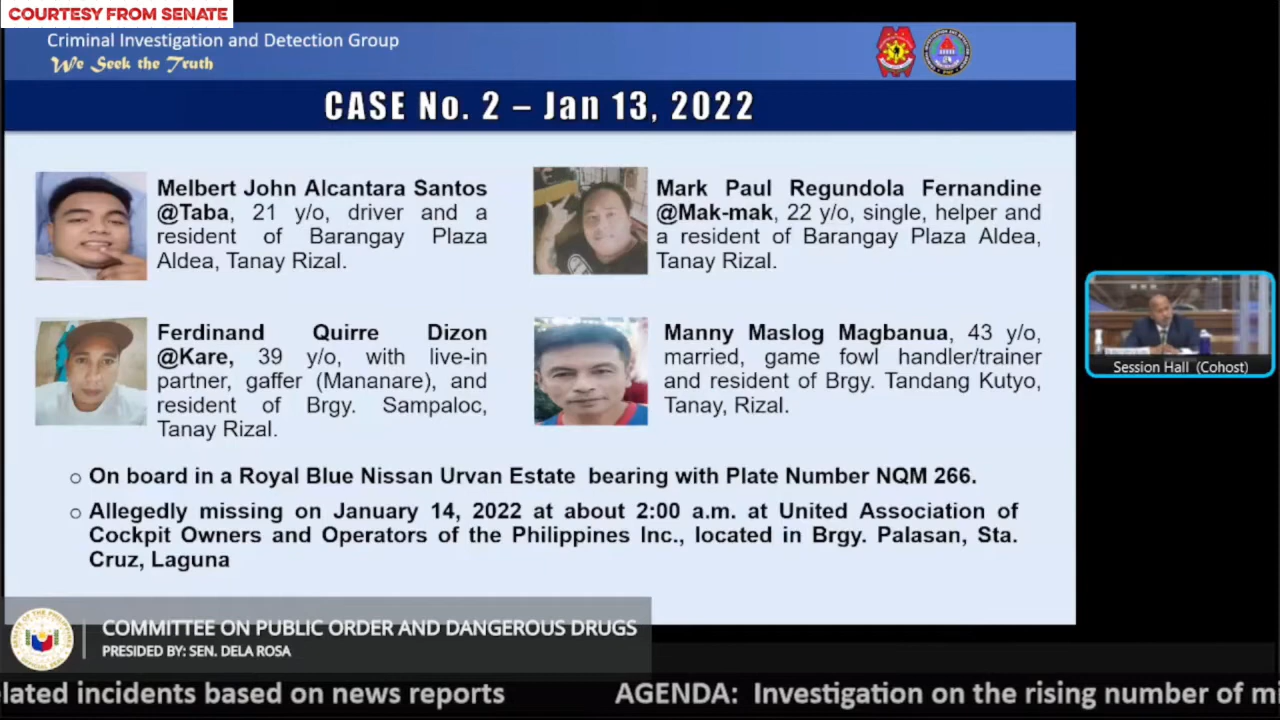 COURTESY FROM SENATE
Criminal Investigation and Detection Group
We Seek the Truth
CASE No. 2 – Jan 13, 2022
Melbert John Alcantara Santos
@Taba, 21 y/o, driver and a
resident of Barangay Plaza
Aldea, Tanay Rizal.
Mark Paul Regundola Fernandine
@Mak-mak, 22 y/o, single, helper and
a resident of Barangay Plaza Aldea,
Tanay Rizal.
Ferdinand Quirre Dizon
@Kare, 39 y/o, with live-in
partner, gaffer (Mananare), and
resident of Brgy. Sampaloc,
Tanay Rizal.
Manny Maslog Magbanua, 43 y/o,
married, game fowl handler/trainer
and resident of Brgy. Tandang Kutyo,
Tanay, Rizal.
○ On board in a Royal Blue Nissan Urvan Estate bearing with Plate Number NQM 266.
○ Allegedly missing on January 14, 2022 at about 2:00 a.m. at United Association of
Cockpit Owners and Operators of the Philippines Inc., located in Brgy. Palasan, Sta.
Cruz, Laguna
Session Hall (Cohost)
COMMITTEE ON PUBLIC ORDER AND DANGEROUS DRUGS
PRESIDED BY: SEN. DELA ROSA
elated incidents based on news reports AGENDA: Investigation on the rising number of mi